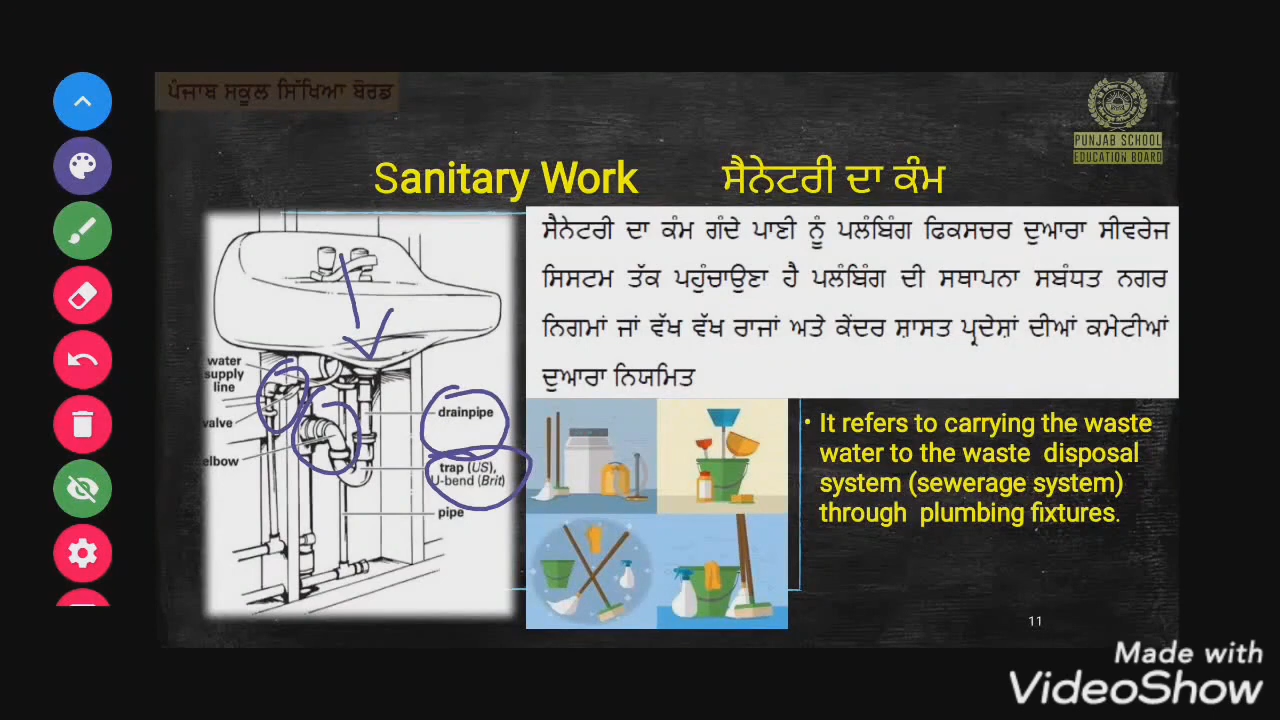 ਪੰਜਾਬ ਸਕੂਲ ਸਿੱਖਿਆ ਬੋਰਡ
PUNJAB SCHOOL
EDUCATION BOARD
Sanitary Work ਸੈਨੇਟਰੀ ਦਾ ਕੰਮ
ਸੈਨੇਟਰੀ ਦਾ ਕੰਮ ਗੰਦੇ ਪਾਣੀ ਨੂੰ ਪਲੰਬਿੰਗ ਫਿਕਸਚਰ ਦੁਆਰਾ ਸੀਵਰੇਜ
ਸਿਸਟਮ ਤੱਕ ਪਹੁੰਚਾਉਣਾ ਹੈ ਪਲੰਬਿੰਗ ਦੀ ਸਥਾਪਨਾ ਸਬੰਧਤ ਨਗਰ
ਨਿਗਮਾਂ ਜਾਂ ਵੱਖ ਵੱਖ ਰਾਜਾਂ ਅਤੇ ਕੇਂਦਰ ਸ਼ਾਸਤ ਪ੍ਰਦੇਸ਼ਾਂ ਦੀਆਂ ਕਮੇਟੀਆਂ
ਦੁਆਰਾ ਨਿਯਮਿਤ
water
supply
line
valve
elbow
drainpipe
trap (US),
U-bend (Brit)
pipe
• It refers to carrying the waste
water to the waste disposal
system (sewerage system)
through plumbing fixtures.
11
Made with
VideoShow